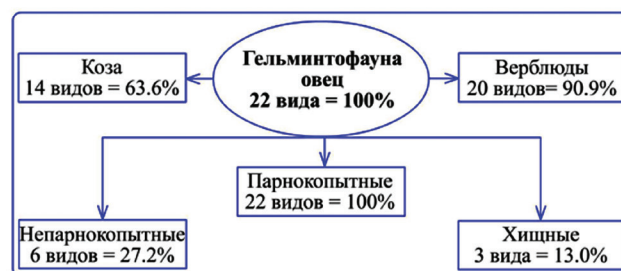 Коза
14 видов = 63.6%
Гельминтофауна
овец
22 вида = 100%
Верблюды
20 видов= 90.9%
Парнокопытные
22 видов = 100%
Непарнокопытные
6 видов = 27.2%
Хищные
3 вида = 13.0%